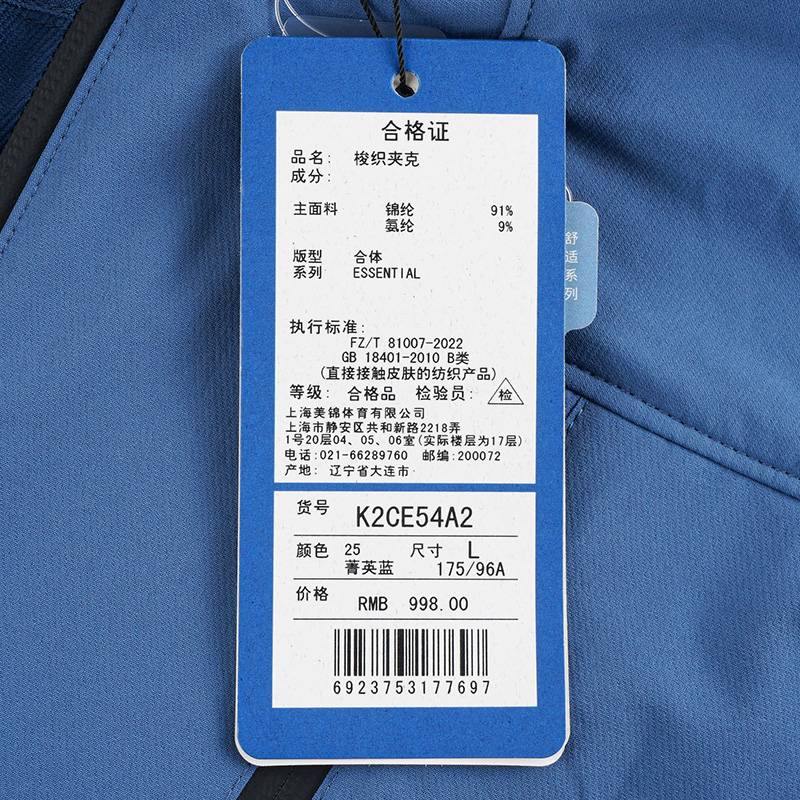 合格证
品名: 梭织夹克
成分:
主面料 锦纶 91%
氨纶 9%
版型 合体
系列 ESSENTIAL
执行标准:
FZ/T 81007-2022
GB 18401-2010 B类
(直接接触皮肤的纺织产品)
等级: 合格品 检验员: 检
上海美锦体育有限公司
上海市静安区共和新路2218弄
1号20层04、05、06室(实际楼层为17层)
电话:021-66289760 邮编:200072
产地: 辽宁省大连市
货号 K2CE54A2
颜色 25 尺寸 L
菁英蓝 175/96A
价格 RMB 998.00
6923753177697
舒适系列